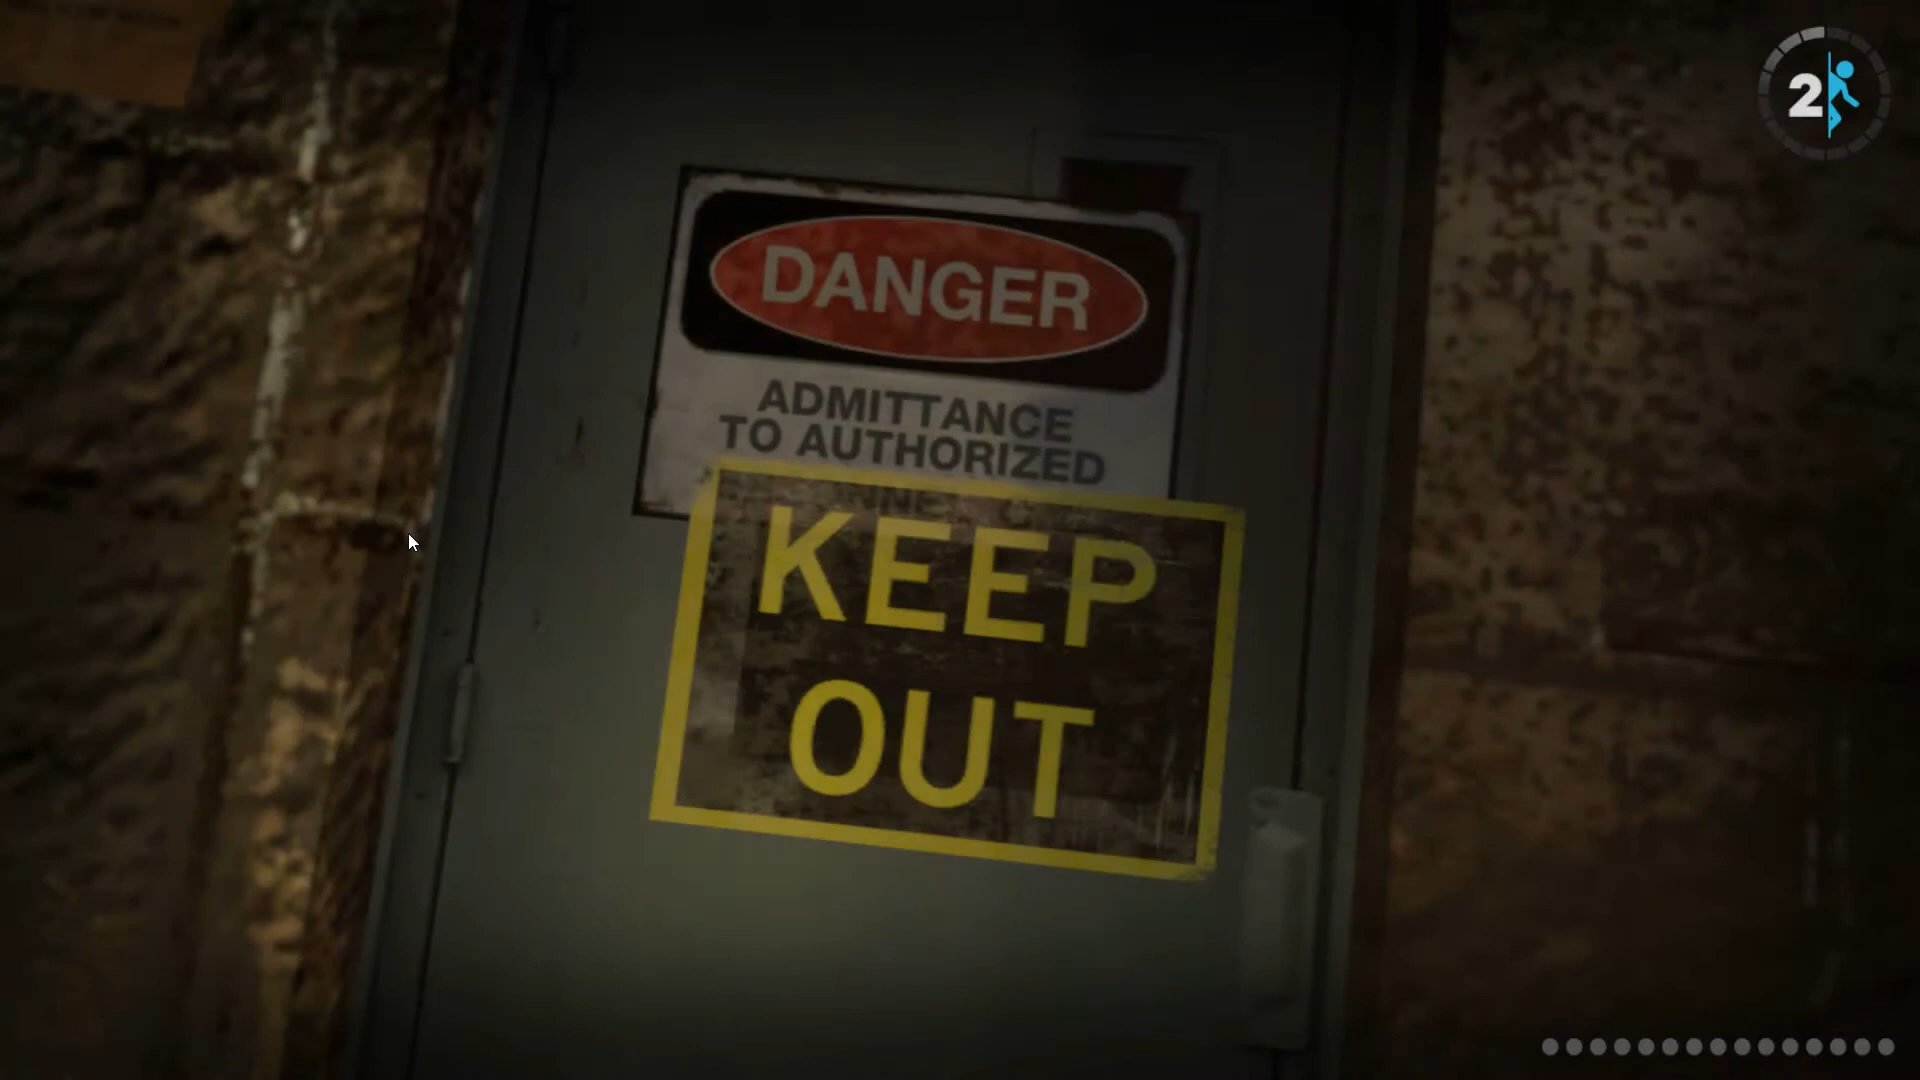 2
DANGER
ADMITTANCE
TO AUTHORIZED
KEEP
OUT